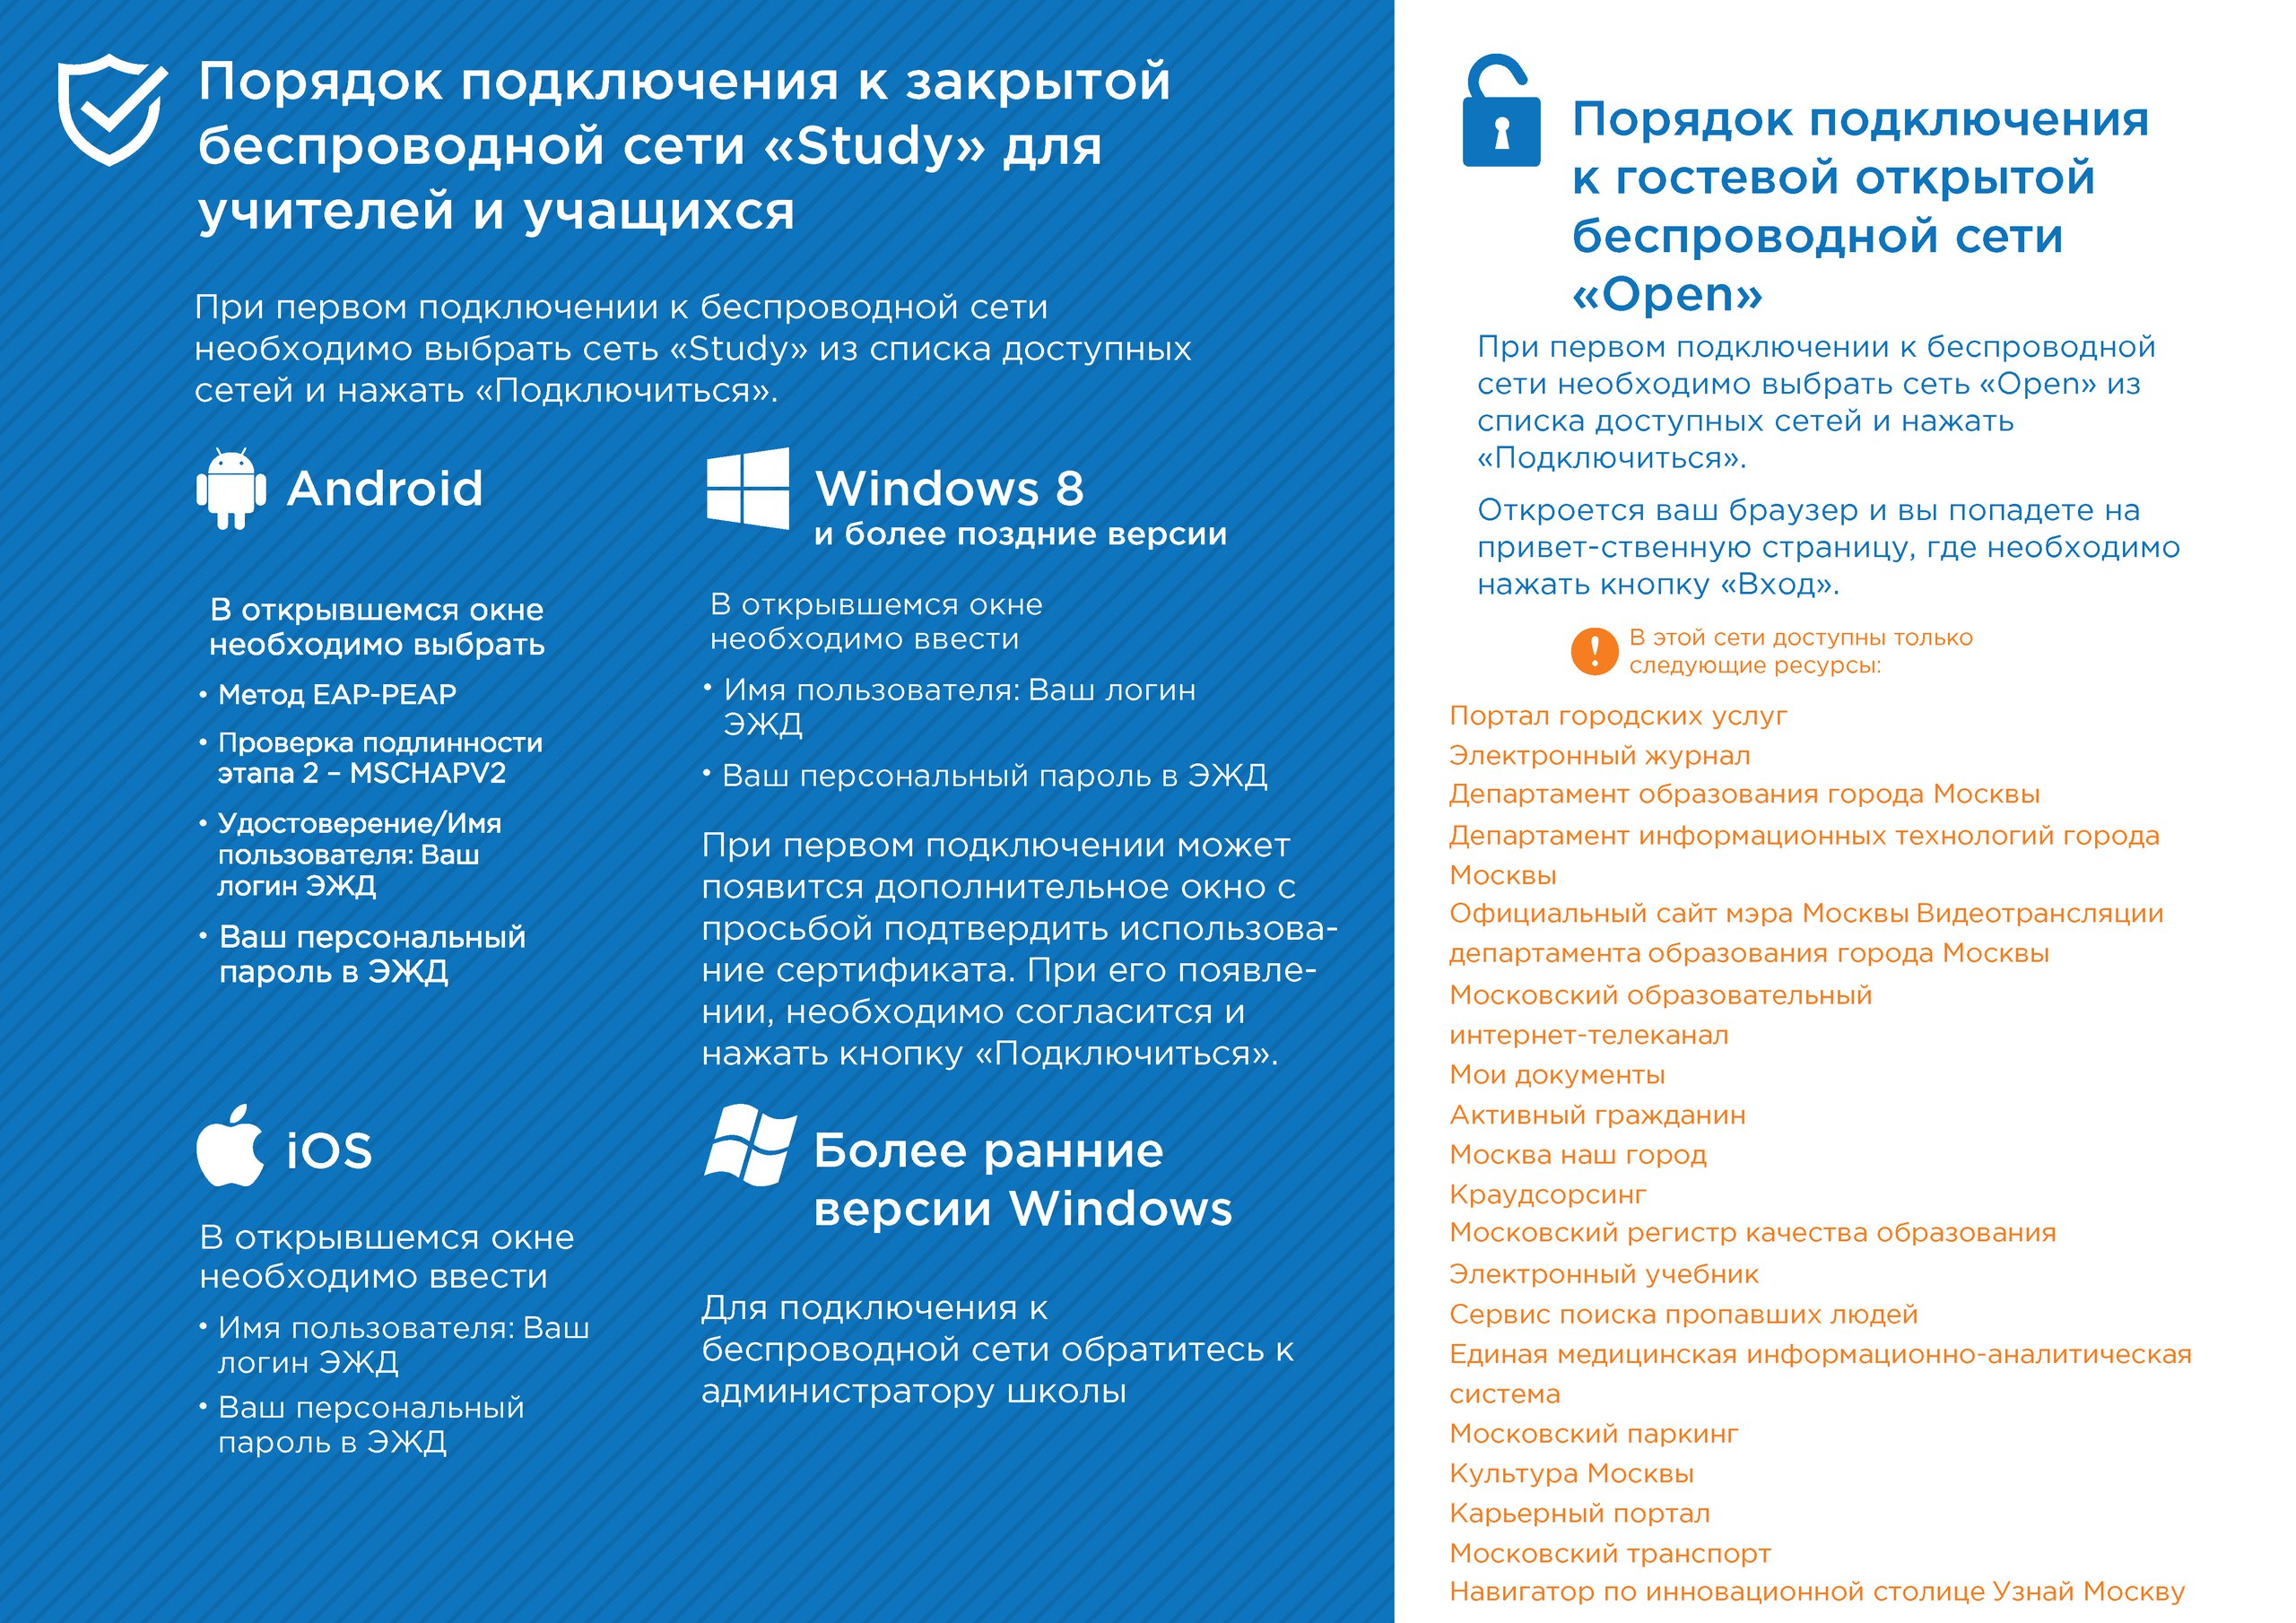 Порядок подключения к закрытой
беспроводной сети «Study» для
учителей и учащихся
При первом подключении к беспроводной сети
необходимо выбрать сеть «Study» из списка доступных
сетей и нажать «Подключиться».
Android
В открывшемся окне
необходимо выбрать
• Метод EAP-PEAP
• Проверка подлинности
этапа 2 – MSCHAPV2
• Удостоверение/Имя
пользователя: Ваш
логин ЭЖД
• Ваш персональный
пароль в ЭЖД
Windows 8
и более поздние версии
В открывшемся окне
необходимо ввести
• Имя пользователя: Ваш логин
ЭЖД
• Ваш персональный пароль в ЭЖД
При первом подключении может
появится дополнительное окно с
просьбой подтвердить использова-
ние сертификата. При его появле-
нии, необходимо согласится и
нажать кнопку «Подключиться».
iOS
В открывшемся окне
необходимо ввести
• Имя пользователя: Ваш
логин ЭЖД
• Ваш персональный
пароль в ЭЖД
Более ранние
версии Windows
Для подключения к
беспроводной сети обратитесь к
администратору школы
Порядок подключения
к гостевой открытой
беспроводной сети
«Open»
При первом подключении к беспроводной
сети необходимо выбрать сеть «Open» из
списка доступных сетей и нажать
«Подключиться».
Откроется ваш браузер и вы попадете на
привет-ственную страницу, где необходимо
нажать кнопку «Вход».
! В этой сети доступны только
следующие ресурсы:
Портал городских услуг
Электронный журнал
Департамент образования города Москвы
Департамент информационных технологий города
Москвы
Официальный сайт мэра Москвы Видеотрансляции
департамента образования города Москвы
Московский образовательный
интернет-телеканал
Мои документы
Активный гражданин
Москва наш город
Краудсорсинг
Московский регистр качества образования
Электронный учебник
Сервис поиска пропавших людей
Единая медицинская информационно-аналитическая
система
Московский паркинг
Культура Москвы
Карьерный портал
Московский транспорт
Навигатор по инновационной столице Узнай Москву